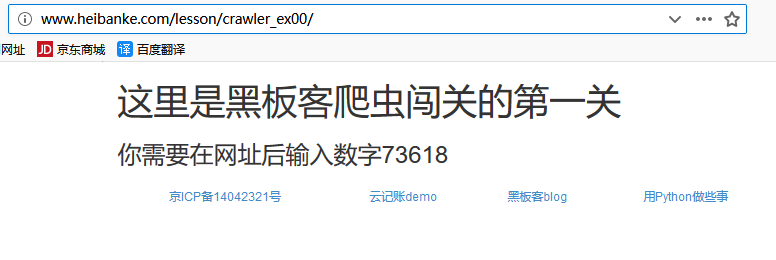 www.heibanke.com/lesson/crawler_ex00/
网址 JD 京东商城 译 百度翻译
这里是黑板客爬虫闯关的第一关
你需要在网址后输入数字73618
京ICP备14042321号 云记账demo 黑板客blog 用Python做些事